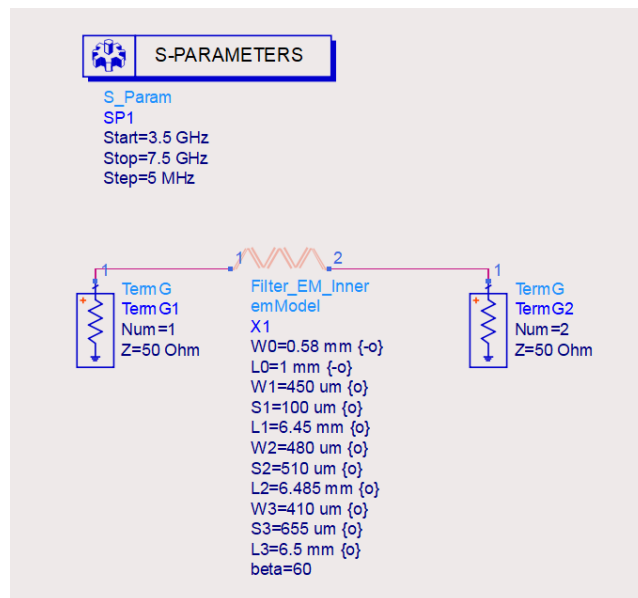 S-PARAMETERS
S_Param
SP1
Start=3.5 GHz
Stop=7.5 GHz
Step=5 MHz
1
TermG
TermG1
Num=1
Z=50 Ohm
1
2
Filter_EM_Inner
emModel
X1
W0=0.58 mm {-o}
L0=1 mm {-o}
W1=450 um {o}
S1=100 um {o}
L1=6.45 mm {o}
W2=480 um {o}
S2=510 um {o}
L2=6.485 mm {o}
W3=410 um {o}
S3=655 um {o}
L3=6.5 mm {o}
beta=60
1
TermG
TermG2
Num=2
Z=50 Ohm